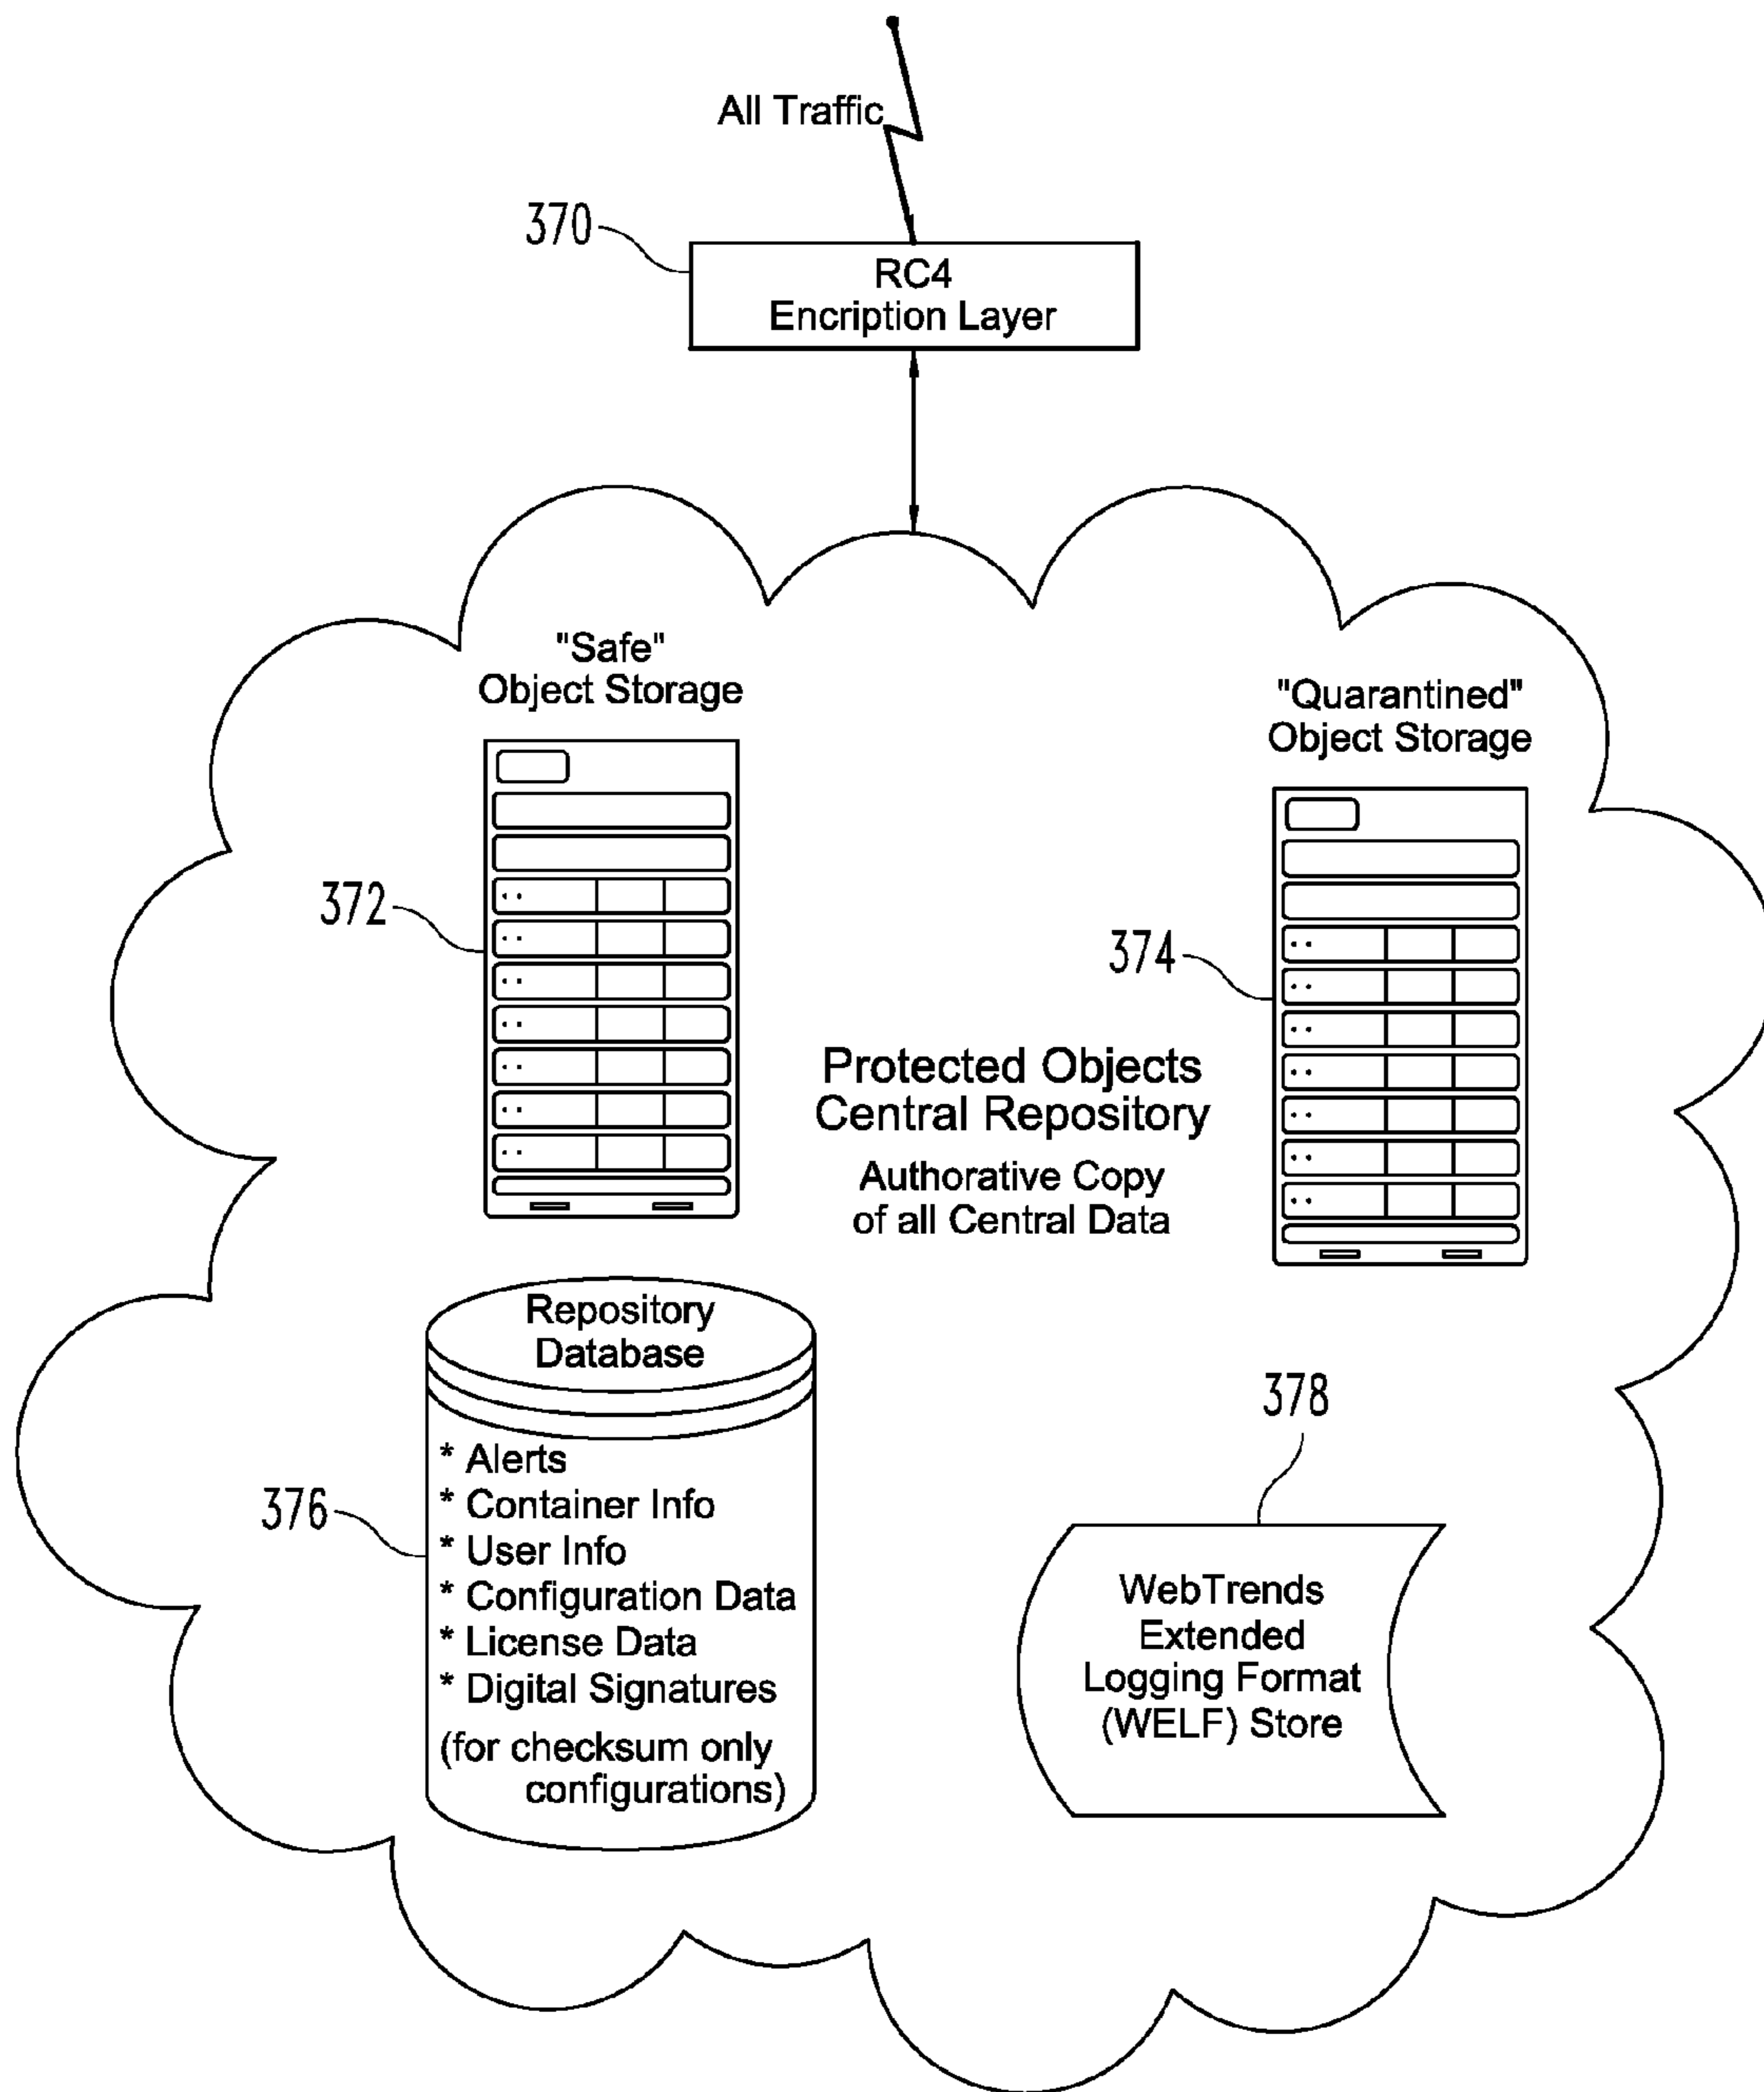 All Traffic
370
RC4
Encription Layer
"Safe"
Object Storage
"Quarantined"
Object Storage
372
374
Protected Objects
Central Repository
Authorative Copy
of all Central Data
Repository
Database
376
* Alerts
* Container Info
* User Info
* Configuration Data
* License Data
* Digital Signatures
(for checksum only
configurations)
378
WebTrends
Extended
Logging Format
(WELF) Store